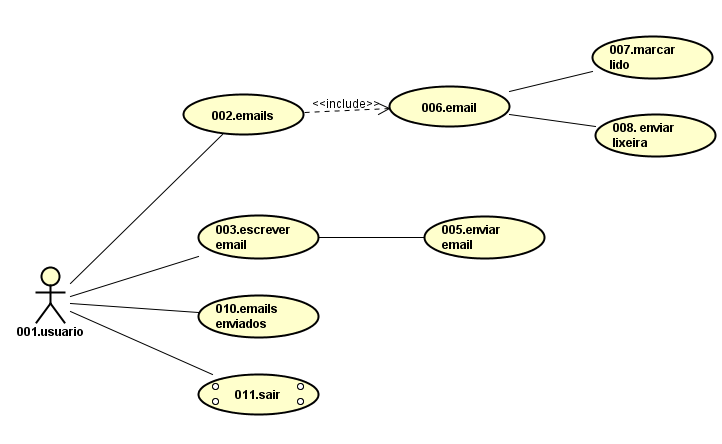 007.marcar
lido
<<include>>
002.emails
006.email
008. enviar
lixeira
003.escrever
email
005.enviar
email
010.emails
enviados
001.usuario
011.sair